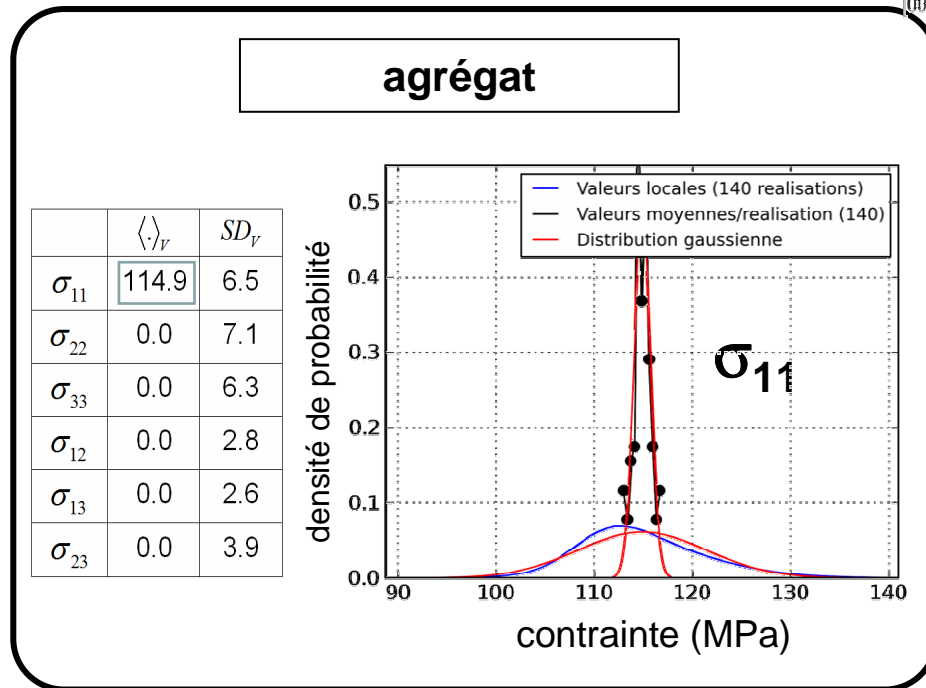 agrégat
⟨.⟩V SDV
σ11 114.9 6.5
σ22 0.0 7.1
σ33 0.0 6.3
σ12 0.0 2.8
σ13 0.0 2.6
σ23 0.0 3.9
densité de probabilité
0.5
0.4
0.3
0.2
0.1
0.0
Valeurs locales (140 realisations)
Valeurs moyennes/realisation (140)
Distribution gaussienne
σ11
90 100 110 120 130 140
contrainte (MPa)